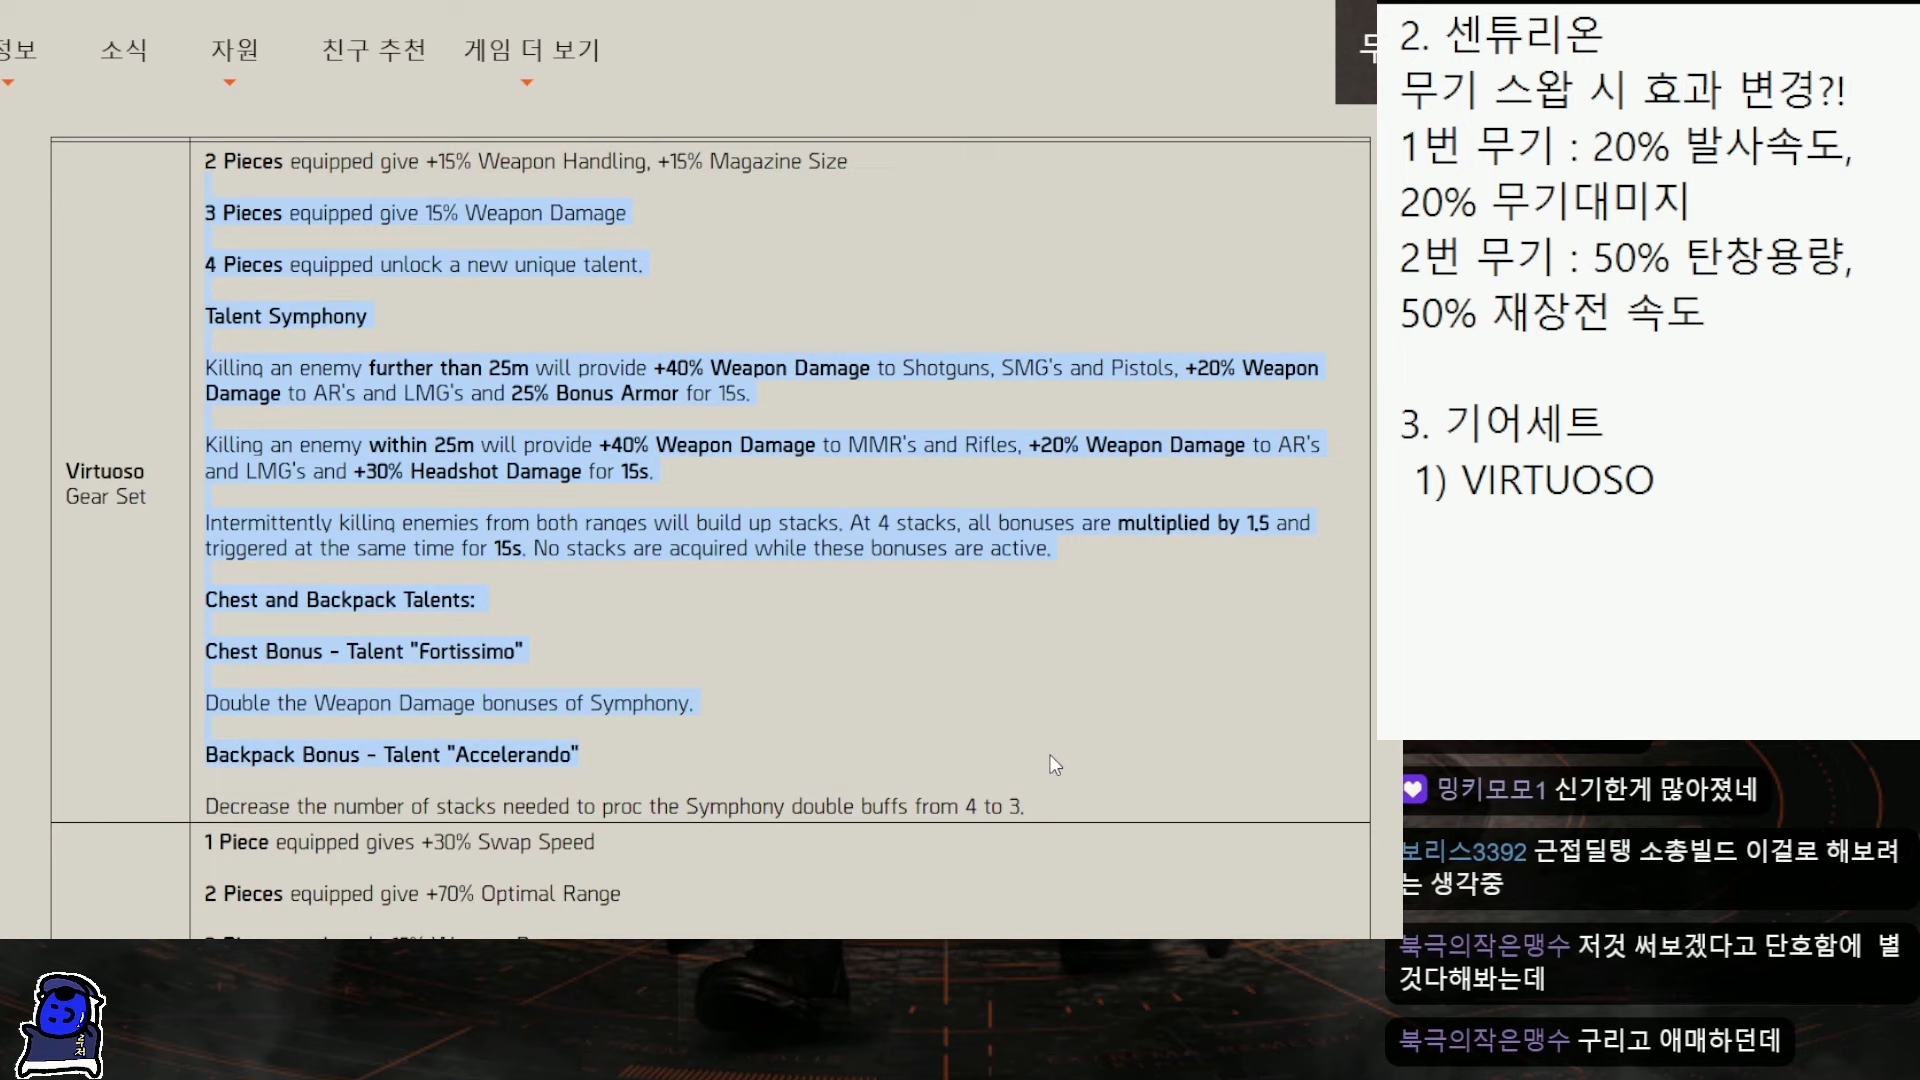 정보 소식 자원 친구 추천 게임 더 보기
2 Pieces equipped give +15% Weapon Handling, +15% Magazine Size
3 Pieces equipped give 15% Weapon Damage
4 Pieces equipped unlock a new unique talent.
Talent Symphony
Killing an enemy further than 25m will provide +40% Weapon Damage to Shotguns, SMG's and Pistols, +20% Weapon
Damage to AR's and LMG's and 25% Bonus Armor for 15s.
Killing an enemy within 25m will provide +40% Weapon Damage to MMR's and Rifles, +20% Weapon Damage to AR's
and LMG's and +30% Headshot Damage for 15s.
Virtuoso
Gear Set
Intermittently killing enemies from both ranges will build up stacks. At 4 stacks, all bonuses are multiplied by 1.5 and
triggered at the same time for 15s. No stacks are acquired while these bonuses are active.
Chest and Backpack Talents:
Chest Bonus - Talent "Fortissimo"
Double the Weapon Damage bonuses of Symphony.
Backpack Bonus - Talent "Accelerando"
Decrease the number of stacks needed to proc the Symphony double buffs from 4 to 3.
1 Piece equipped gives +30% Swap Speed
2 Pieces equipped give +70% Optimal Range
2. 센튜리온
무기 스왑 시 효과 변경?!
1번 무기 : 20% 발사속도,
20% 무기대미지
2번 무기 : 50% 탄창용량,
50% 재장전 속도
3. 기어세트
1) VIRTUOSO
밍키모모1 신기한게 많아졌네
보리스3392 근접딜탱 소총빌드 이걸로 해보려
는 생각중
북극의작은맹수 저것 써보겠다고 단호함에 별
것다해봐는데
북극의작은맹수 구리고 애매하던데